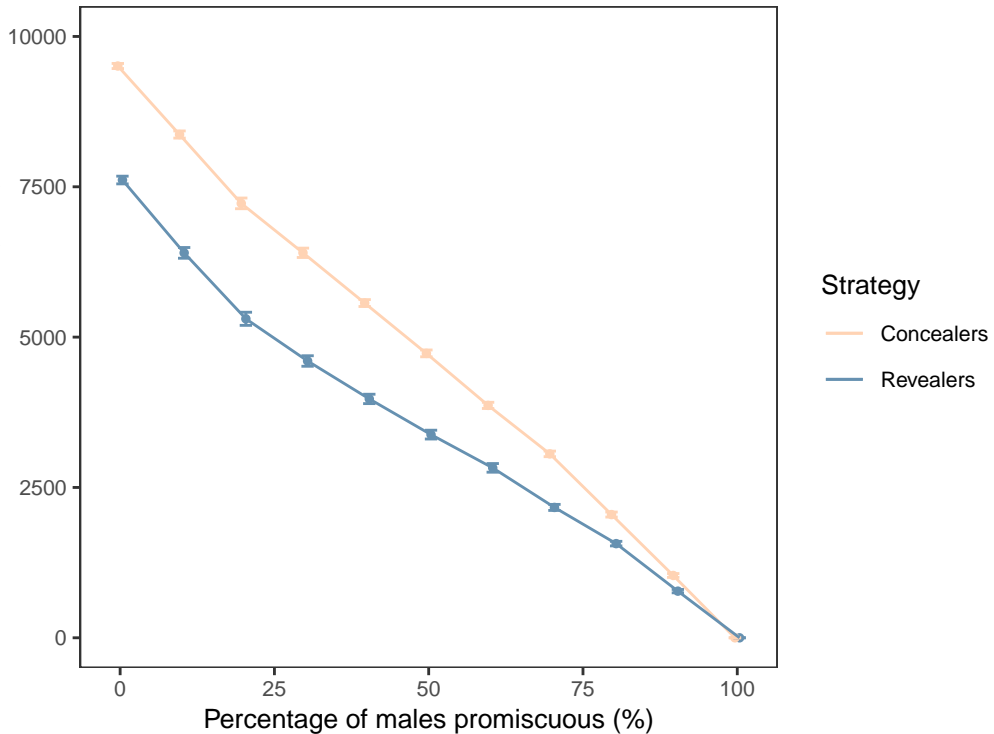 10000
7500
5000
2500
0
0 25 50 75 100
Percentage of males promiscuous (%)
Strategy
Concealers
Revealers